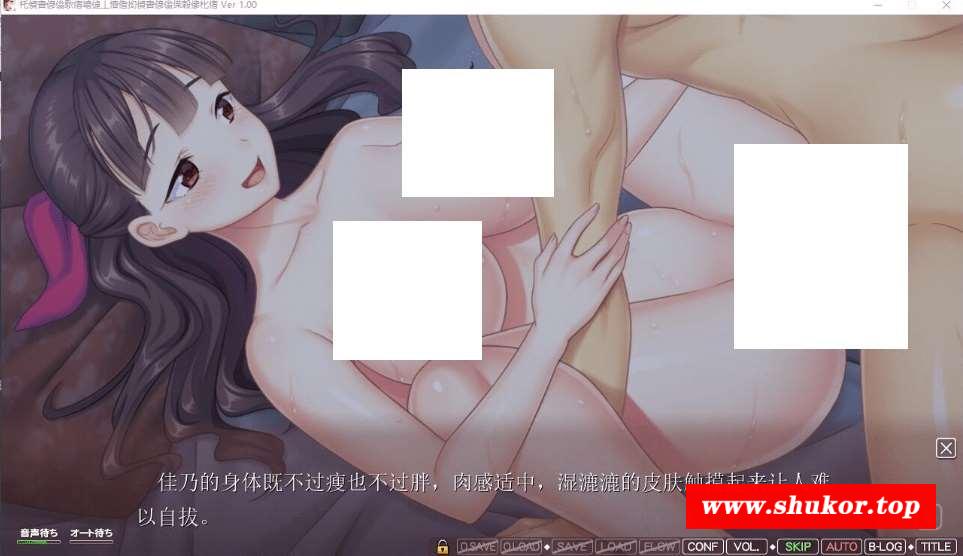 Ver 1.00
佳乃的身体既不过瘦也不过胖，肉感适中，湿漉漉的皮肤触摸起来让人难
以自拔。
www.shukor.top
音声待ち オート待ち
Q.SAVE Q.LOAD SAVE LOAD FLOW CONF VOL. SKIP AUTO B-LOG TITLE